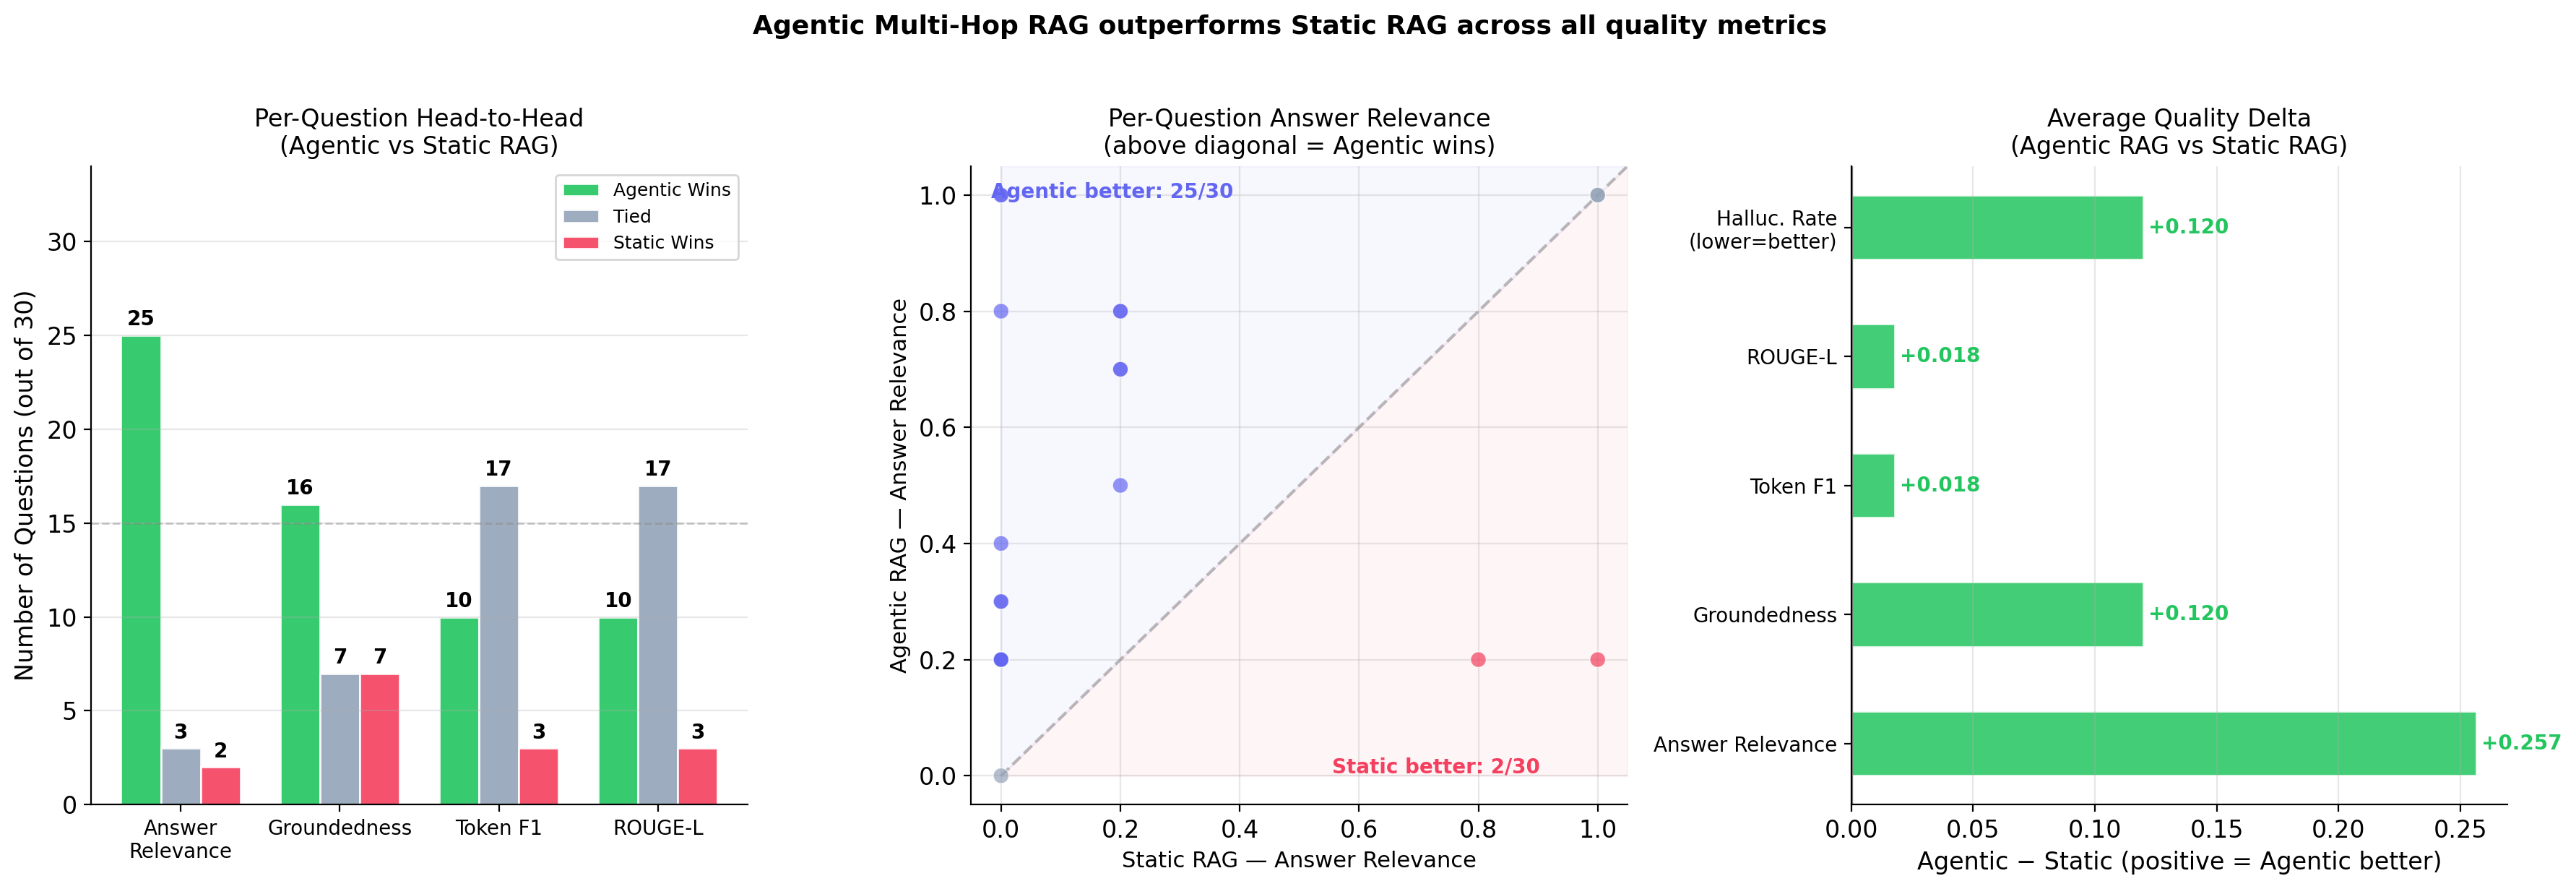 Agentic Multi-Hop RAG outperforms Static RAG across all quality metrics
Per-Question Head-to-Head
(Agentic vs Static RAG)
Number of Questions (out of 30)
30
25
20
15
10
5
0
Agentic Wins
Tied
Static Wins
25
3
2
16
7
7
10
17
3
10
17
3
Answer
Relevance
Groundedness
Token F1
ROUGE-L
Per-Question Answer Relevance
(above diagonal = Agentic wins)
Agentic RAG — Answer Relevance
1.0
0.8
0.6
0.4
0.2
0.0
Agentic better: 25/30
Static better: 2/30
0.0
0.2
0.4
0.6
0.8
1.0
Static RAG — Answer Relevance
Average Quality Delta
(Agentic RAG vs Static RAG)
Halluc. Rate
(lower=better)
+0.120
ROUGE-L
+0.018
Token F1
+0.018
Groundedness
+0.120
Answer Relevance
+0.257
0.00
0.05
0.10
0.15
0.20
0.25
Agentic − Static (positive = Agentic better)